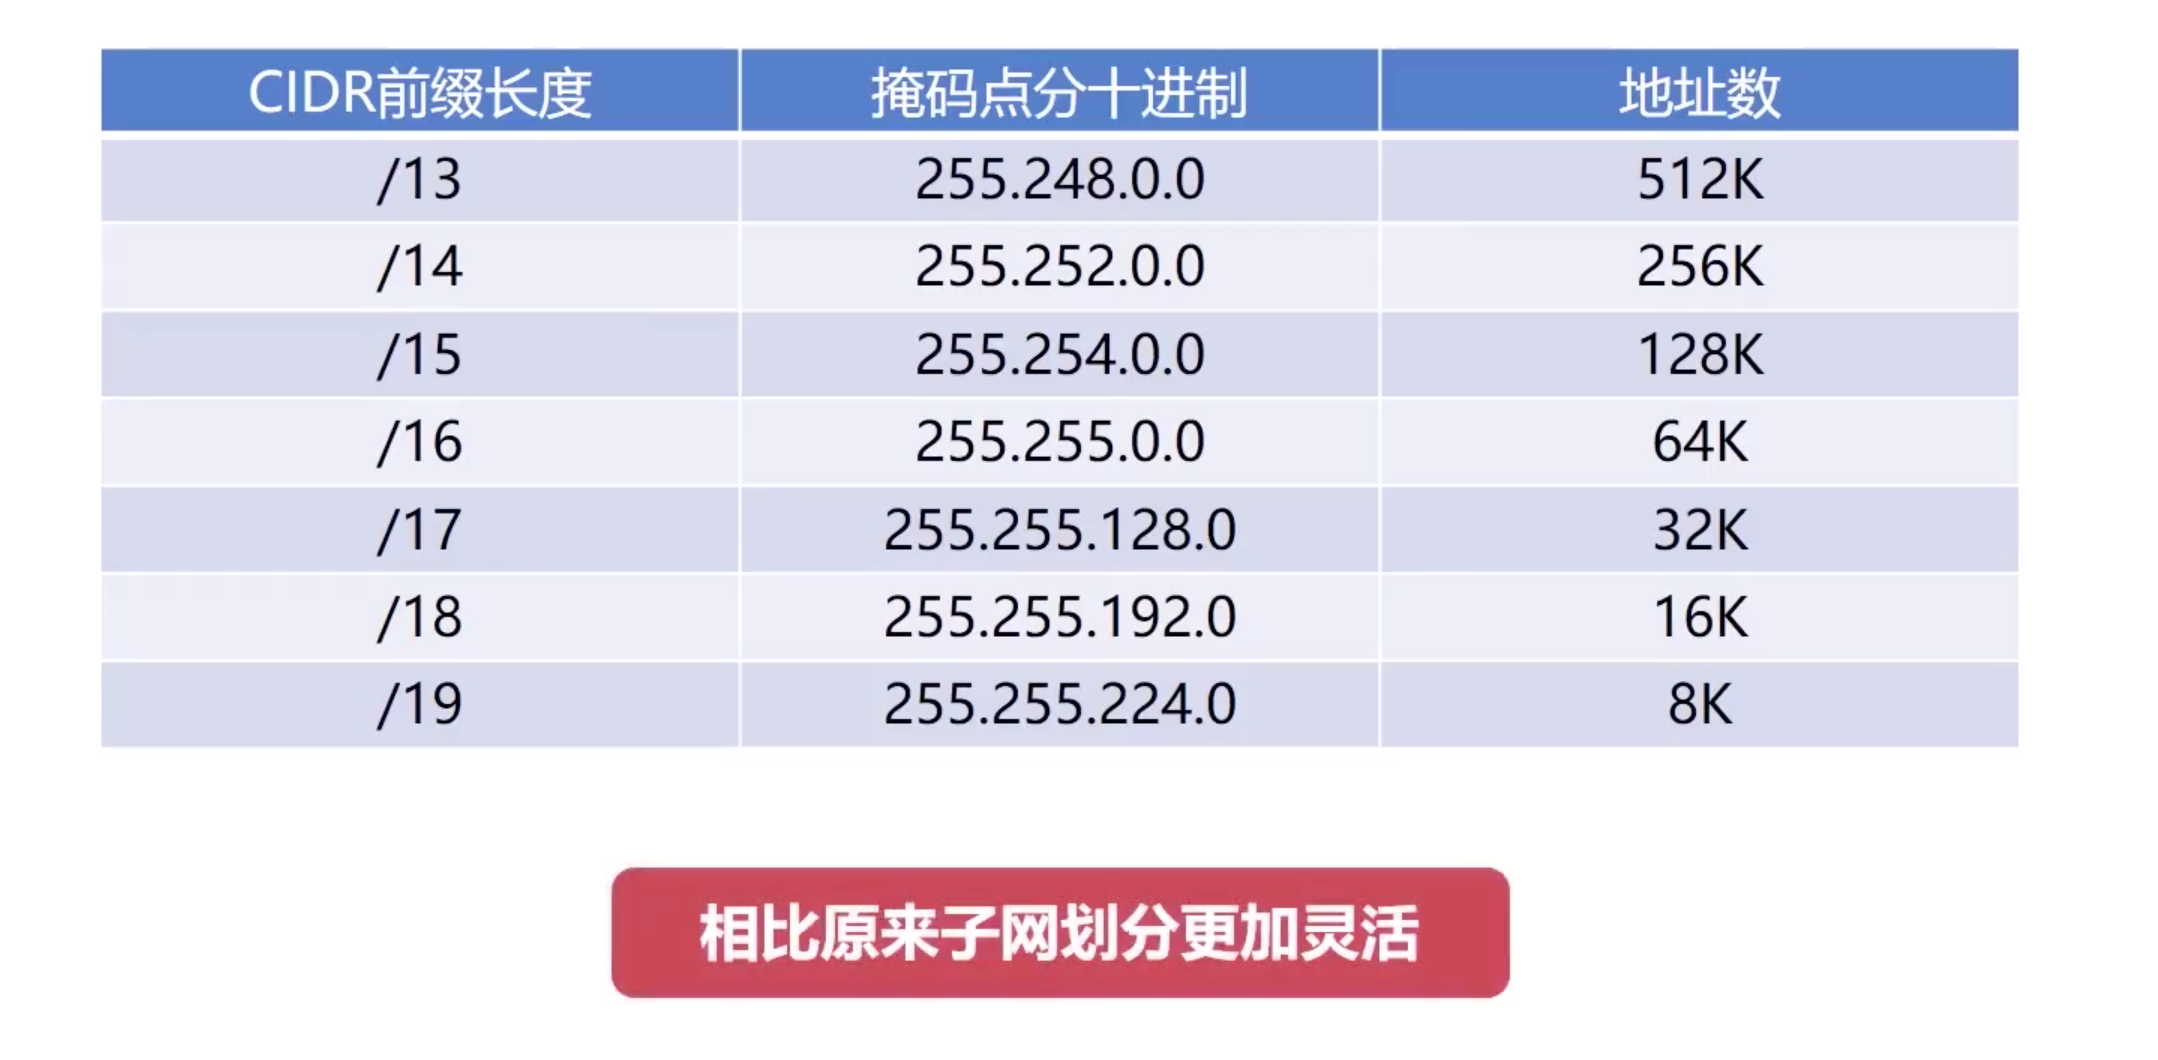 CIDR前缀长度 掩码点分十进制 地址数
/13 255.248.0.0 512K
/14 255.252.0.0 256K
/15 255.254.0.0 128K
/16 255.255.0.0 64K
/17 255.255.128.0 32K
/18 255.255.192.0 16K
/19 255.255.224.0 8K
相比原来子网划分更加灵活